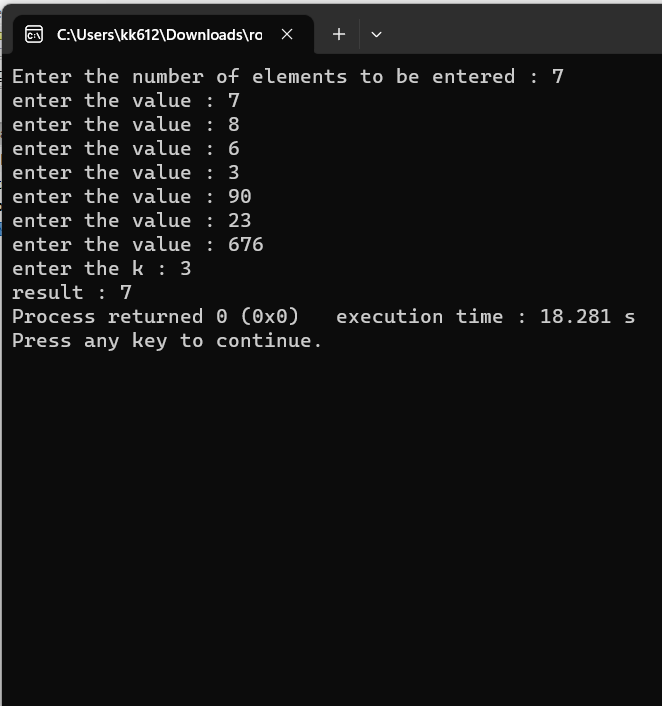 C:\Users\kk612\Downloads\ro
Enter the number of elements to be entered : 7
enter the value : 7
enter the value : 8
enter the value : 6
enter the value : 3
enter the value : 90
enter the value : 23
enter the value : 676
enter the k : 3
result : 7
Process returned 0 (0x0)   execution time : 18.281 s
Press any key to continue.